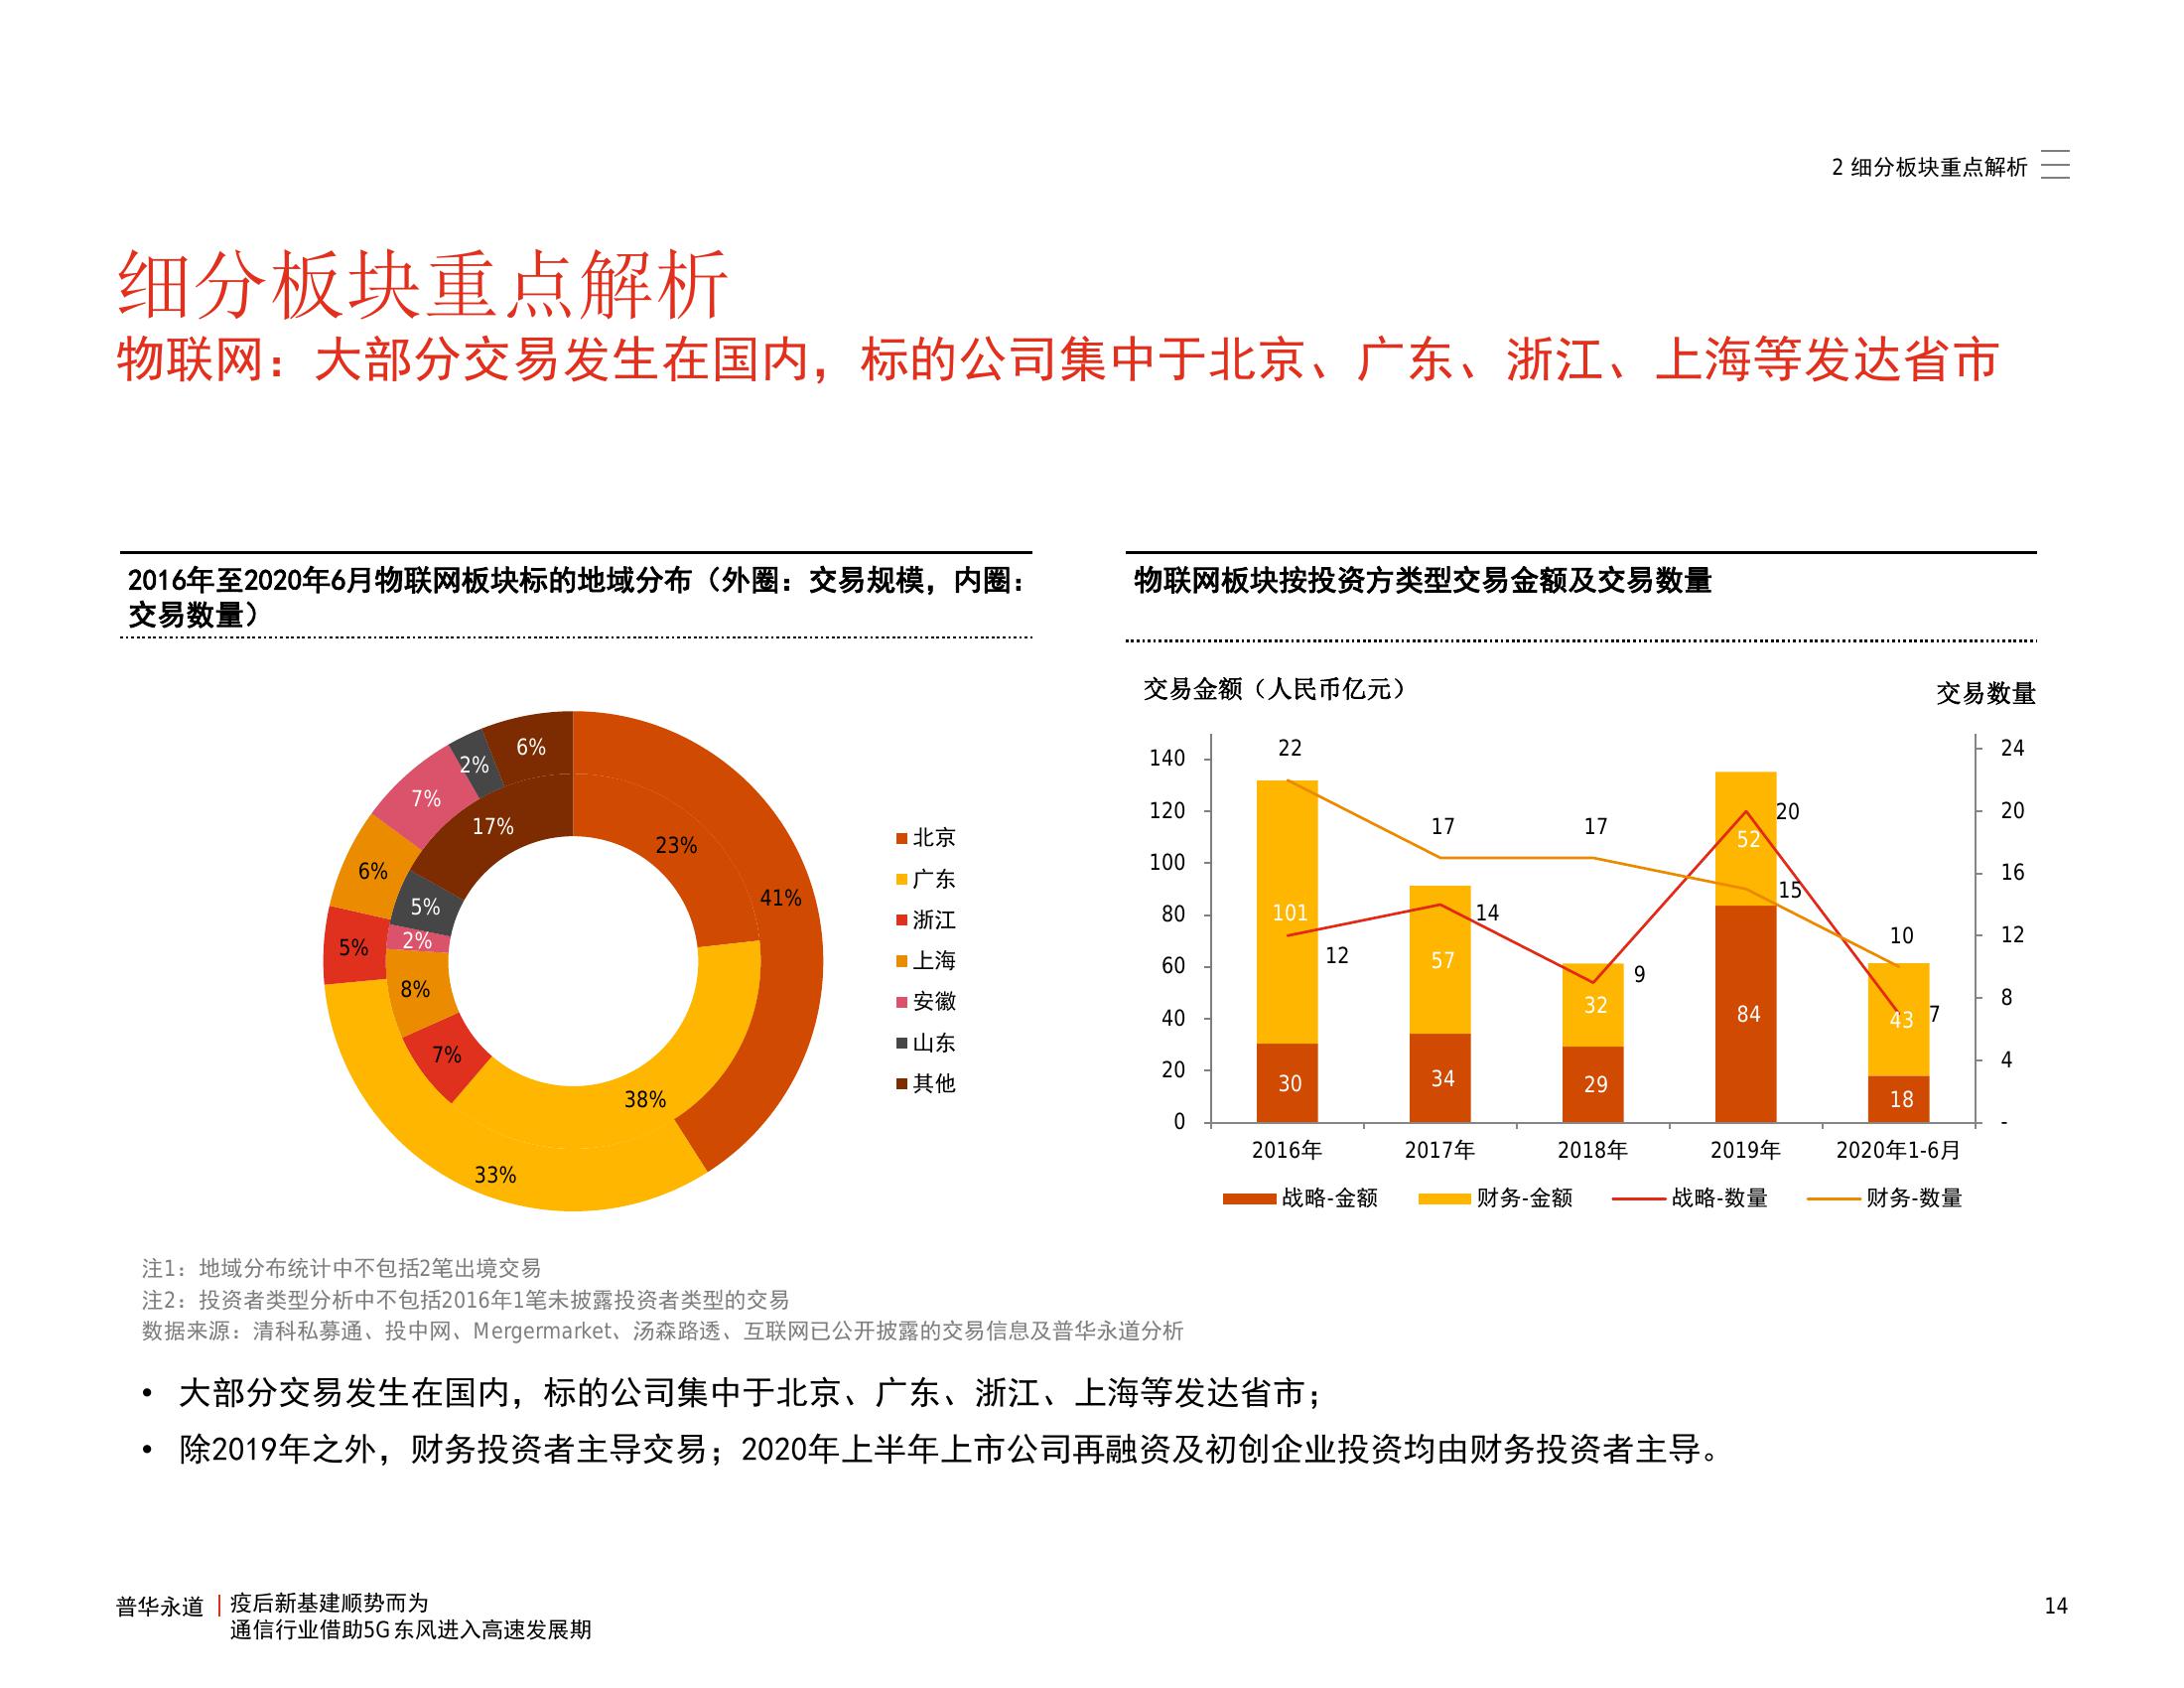 2 细分板块重点解析
细分板块重点解析
物联网：大部分交易发生在国内，标的公司集中于北京、广东、浙江、上海等发达省市
2016年至2020年6月物联网板块标的地域分布（外圈：交易规模，内圈：
交易数量）
6%
2%
7%
6%
5%
33%
41%
17%
5%
2%
8%
7%
38%
23%
北京
广东
浙江
上海
安徽
山东
其他
物联网板块按投资方类型交易金额及交易数量
交易金额（人民币亿元）
交易数量
140
120
100
80
60
40
20
0
24
20
16
12
8
4
-
22
17
17
15
10
12
14
9
20
7
101
57
32
52
43
30
34
29
84
18
2016年
2017年
2018年
2019年
2020年1-6月
战略-金额
财务-金额
战略-数量
财务-数量
注1：地域分布统计中不包括2笔出境交易
注2：投资者类型分析中不包括2016年1笔未披露投资者类型的交易
数据来源：清科私募通、投中网、Mergermarket、汤森路透、互联网已公开披露的交易信息及普华永道分析
• 大部分交易发生在国内，标的公司集中于北京、广东、浙江、上海等发达省市；
• 除2019年之外，财务投资者主导交易；2020年上半年上市公司再融资及初创企业投资均由财务投资者主导。
普华永道
疫后新基建顺势而为
通信行业借助5G东风进入高速发展期
14